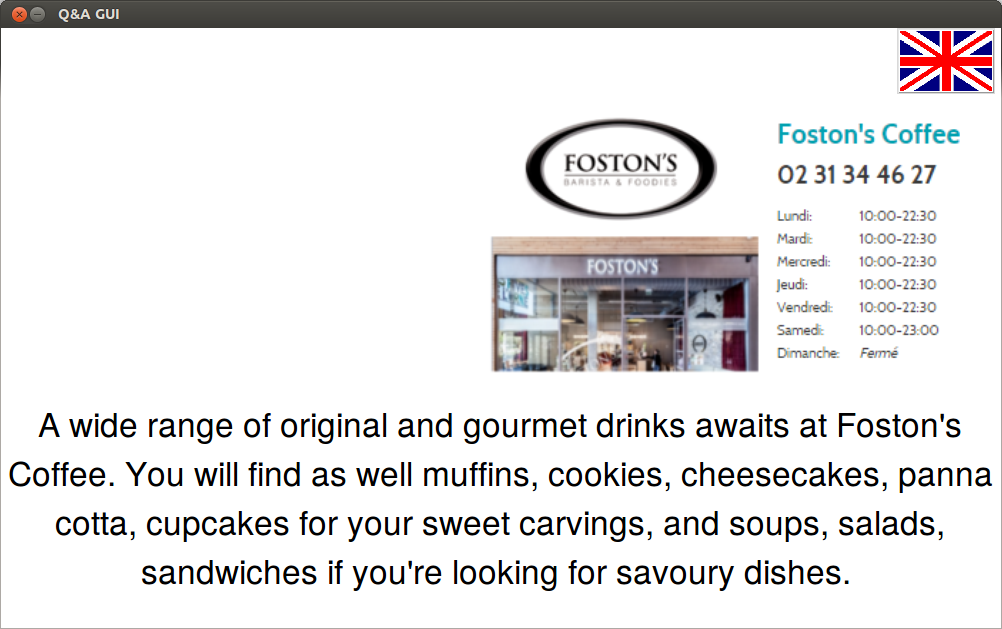 Q&A GUI
FOSTON'S
BARISTA & FOODIES
FOSTON'S
Foston's Coffee
02 31 34 46 27
Lundi: 10:00-22:30
Mardi: 10:00-22:30
Mercredi: 10:00-22:30
Jeudi: 10:00-22:30
Vendredi: 10:00-22:30
Samedi: 10:00-23:00
Dimanche: Fermé
A wide range of original and gourmet drinks awaits at Foston's
Coffee. You will find as well muffins, cookies, cheesecakes, panna
cotta, cupcakes for your sweet carvings, and soups, salads,
sandwiches if you're looking for savoury dishes.